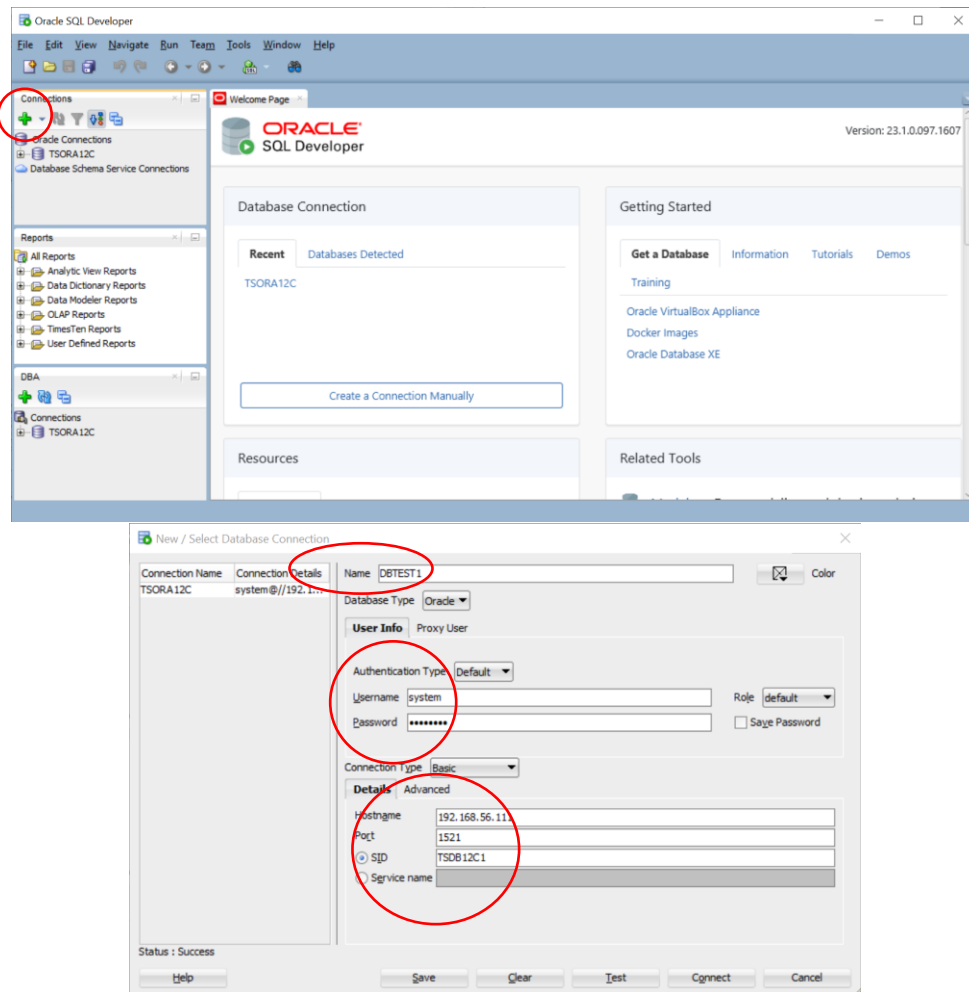 Oracle SQL Developer
File Edit View Navigate Run Team Tools Window Help
Connections
Oracle Connections
TSORA12C
Database Schema Service Connections
Reports
All Reports
Analytic View Reports
Data Dictionary Reports
Data Modeler Reports
OLAP Reports
TimesTen Reports
User Defined Reports
DBA
Connections
TSORA12C
Welcome Page
ORACLE
SQL Developer
Version: 23.1.0.097.1607
Database Connection
Recent Databases Detected
TSORA12C
Create a Connection Manually
Getting Started
Get a Database Information Tutorials Demos
Training
Oracle VirtualBox Appliance
Docker Images
Oracle Database XE
Resources
Related Tools
New / Select Database Connection
Connection Name Connection Details
TSORA12C system@//192.1...
Name DBTEST1 Color
Database Type Oracle
User Info Proxy User
Authentication Type Default
Username system Role default
Password •••••••• Save Password
Connection Type Basic
Details Advanced
Hostname 192.168.56.111
Port 1521
SID TSDB12C1
Service name
Status : Success
Help Save Clear Test Connect Cancel